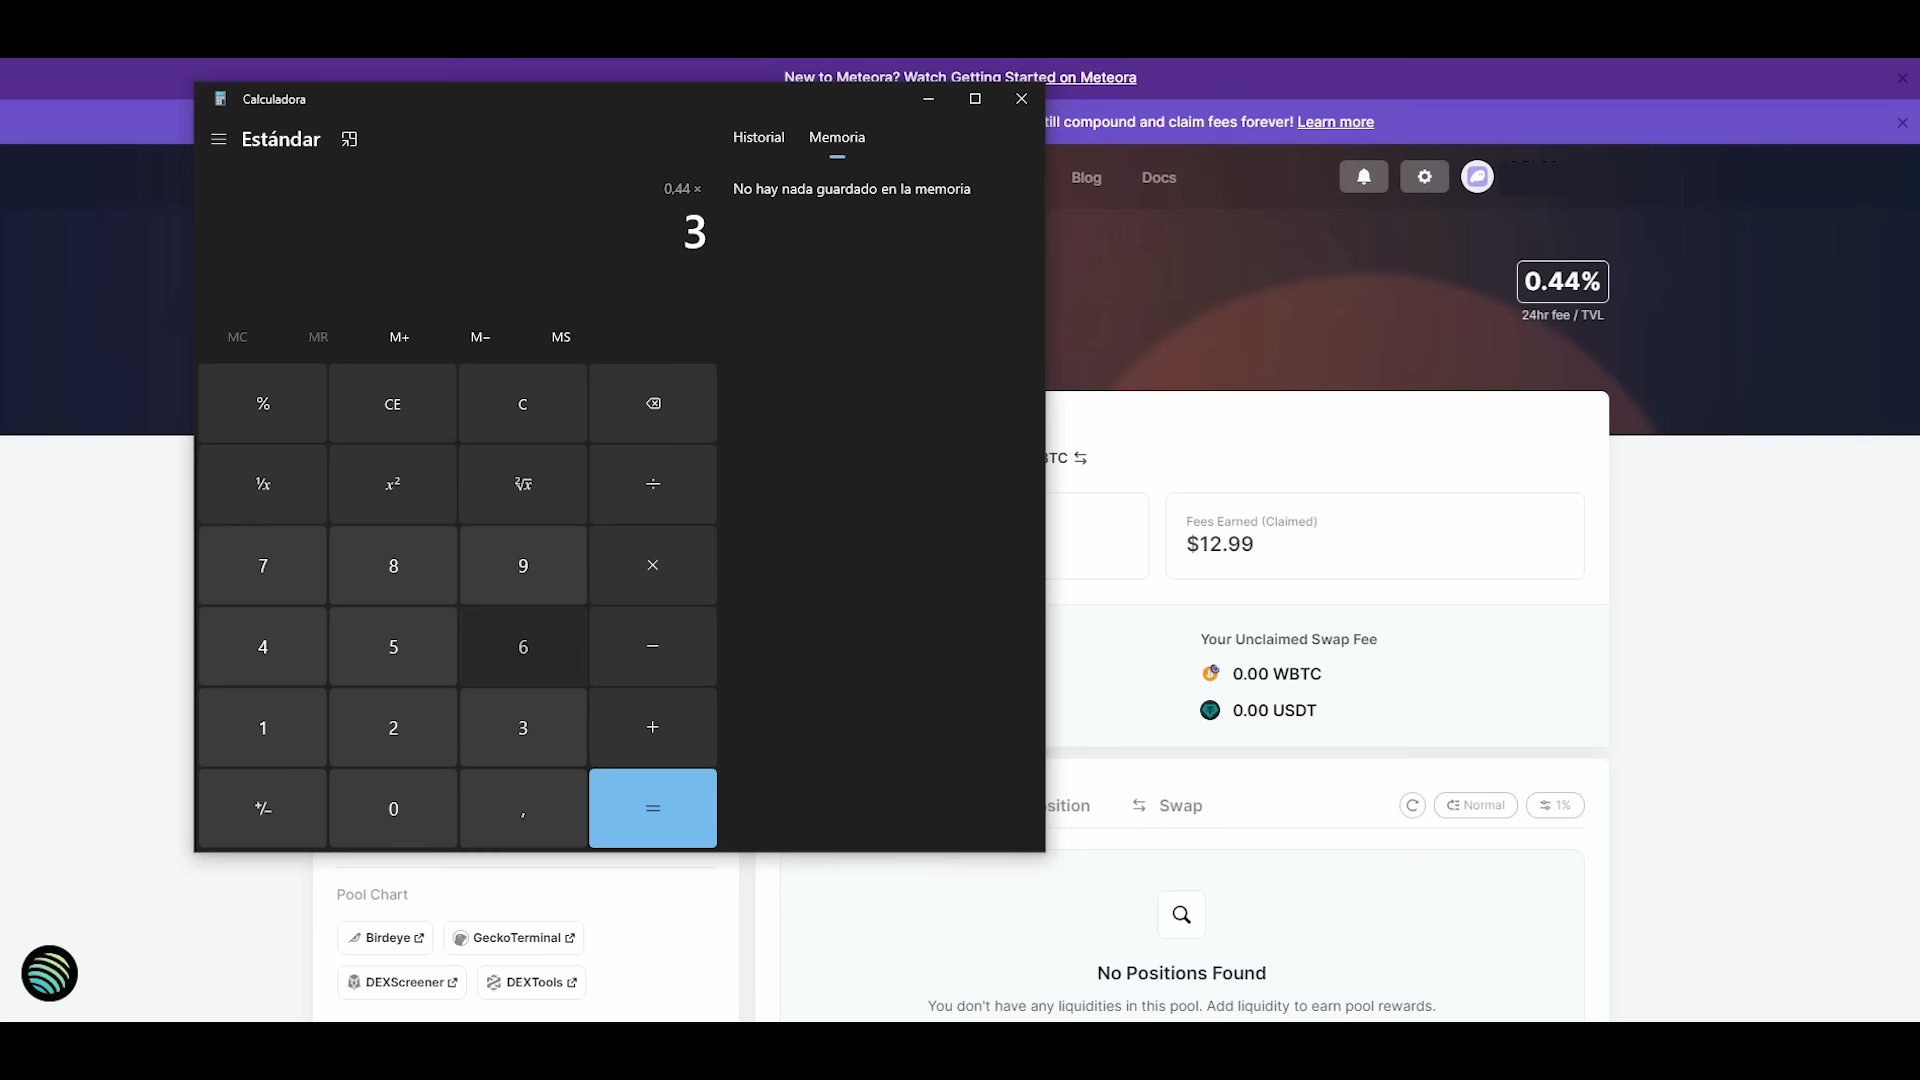 New to Meteora? Watch Getting Started on Meteora
Calculadora
till compound and claim fees forever! Learn more
Estándar
Historial Memoria
Blog Docs
0,44 ×
No hay nada guardado en la memoria
3
0.44%
24hr fee / TVL
MC MR M+ M− MS
% CE C
¹/x x² ²√x ÷
BTC
7 8 9 ×
Fees Earned (Claimed)
$12.99
4 5 6 −
Your Unclaimed Swap Fee
0.00 WBTC
0.00 USDT
1 2 3 +
+/− 0 , =
Swap
Normal
1%
Pool Chart
Birdeye
GeckoTerminal
DEXScreener
DEXTools
No Positions Found
You don't have any liquidities in this pool. Add liquidity to earn pool rewards.